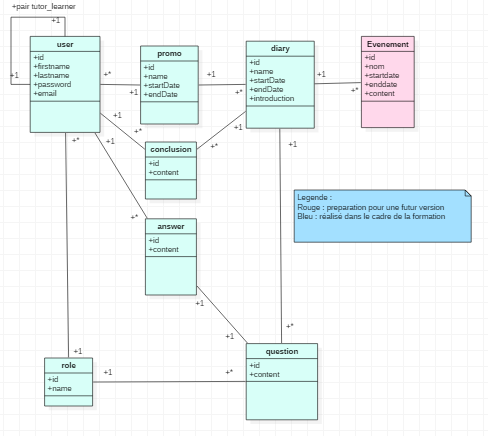 +pair tutor_learner
+1
+1
user
+id
+firstname
+lastname
+password
+email
promo
+id
+name
+startDate
+endDate
diary
+id
+name
+startDate
+endDate
+introduction
Evenement
+id
+nom
+startdate
+enddate
+content
+*
+1
+1
+*
+1
+*
+1
+*
conclusion
+id
+content
+1
+*
+*
+1
+1
+*
answer
+id
+content
Legende :
Rouge : preparation pour une futur version
Bleu : réalisé dans le cadre de la formation
+1
+1
+*
question
+id
+content
+1
role
+id
+name
+1
+*